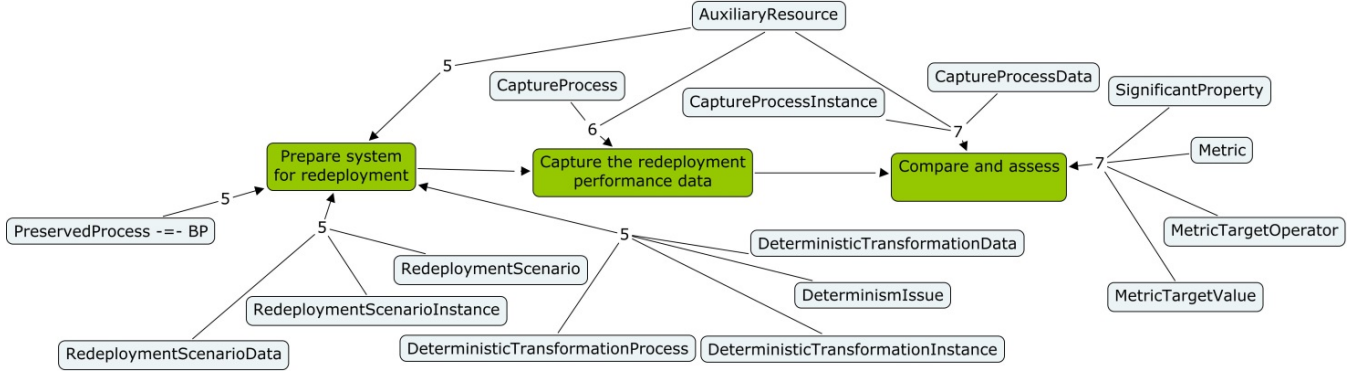 AuxiliaryResource
5
CaptureProcess
CaptureProcessData
CaptureProcessInstance
SignificantProperty
6
7
Metric
Prepare system
for redeployment
Capture the redeployment
performance data
Compare and assess
7
5
PreservedProcess -=- BP
5
5
MetricTargetOperator
DeterministicTransformationData
RedeploymentScenario
DeterminismIssue
MetricTargetValue
RedeploymentScenarioInstance
RedeploymentScenarioData
DeterministicTransformationProcess
DeterministicTransformationInstance